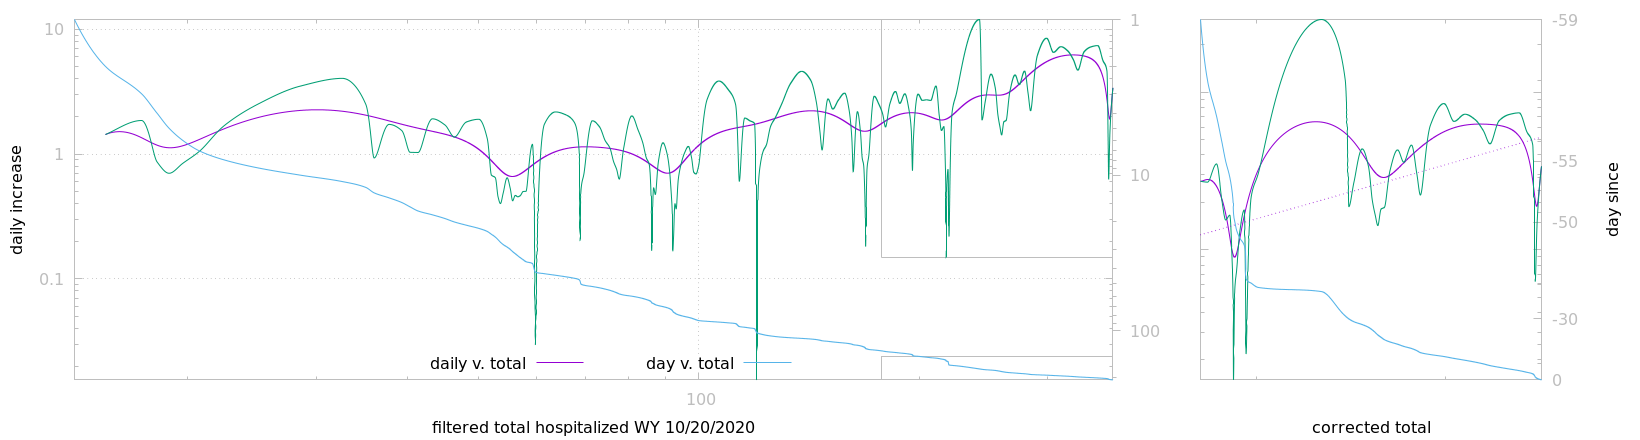 10
1
0.1
daily increase
daily v. total
day v. total
100
filtered total hospitalized WY 10/20/2020
1
10
100
-59
-55
-50
-30
0
day since
corrected total